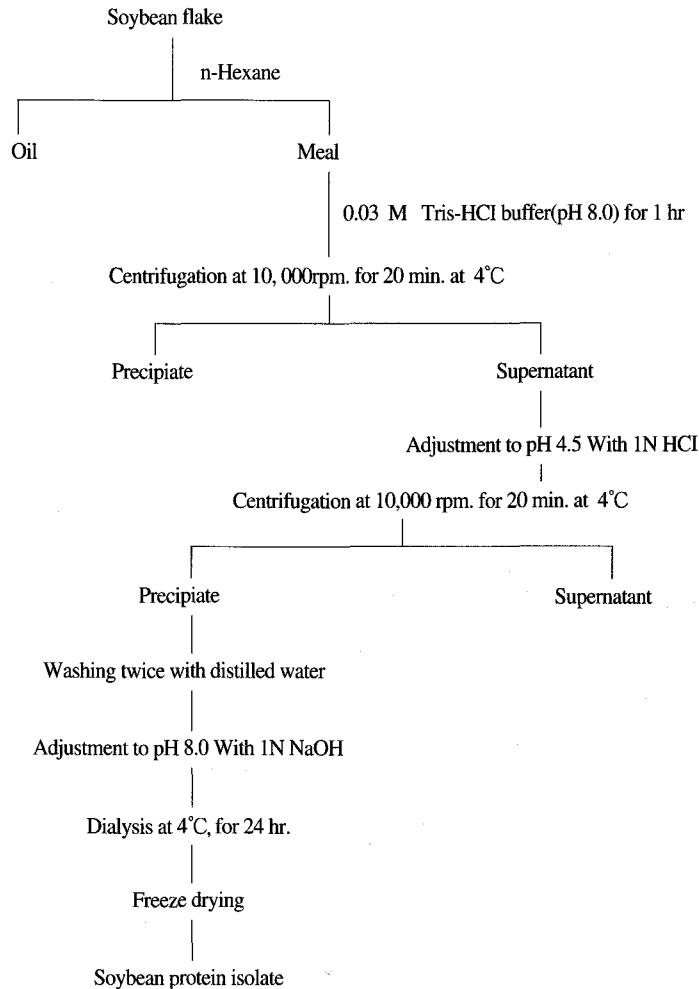 Soybean flake
n-Hexane
Oil
Meal
0.03 M Tris-HCl buffer(pH 8.0) for 1 hr
Centrifugation at 10, 000rpm. for 20 min. at 4°C
Precipiate
Supernatant
Adjustment to pH 4.5 With 1N HCl
Centrifugation at 10,000 rpm. for 20 min. at 4°C
Precipiate
Supernatant
Washing twice with distilled water
Adjustment to pH 8.0 With 1N NaOH
Dialysis at 4°C, for 24 hr.
Freeze drying
Soybean protein isolate